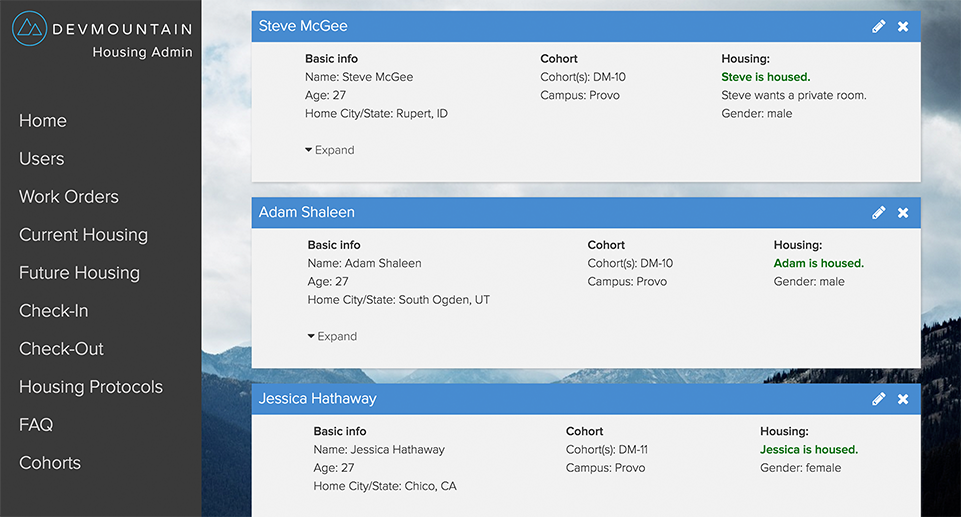 DEVMOUNTAIN
Housing Admin
Home
Users
Work Orders
Current Housing
Future Housing
Check-In
Check-Out
Housing Protocols
FAQ
Cohorts
Steve McGee
Basic info
Name: Steve McGee
Age: 27
Home City/State: Rupert, ID
Expand
Cohort
Cohort(s): DM-10
Campus: Provo
Housing:
Steve is housed.
Steve wants a private room.
Gender: male
Adam Shaleen
Basic info
Name: Adam Shaleen
Age: 27
Home City/State: South Ogden, UT
Expand
Cohort
Cohort(s): DM-10
Campus: Provo
Housing:
Adam is housed.
Gender: male
Jessica Hathaway
Basic info
Name: Jessica Hathaway
Age: 27
Home City/State: Chico, CA
Cohort
Cohort(s): DM-11
Campus: Provo
Housing:
Jessica is housed.
Gender: female